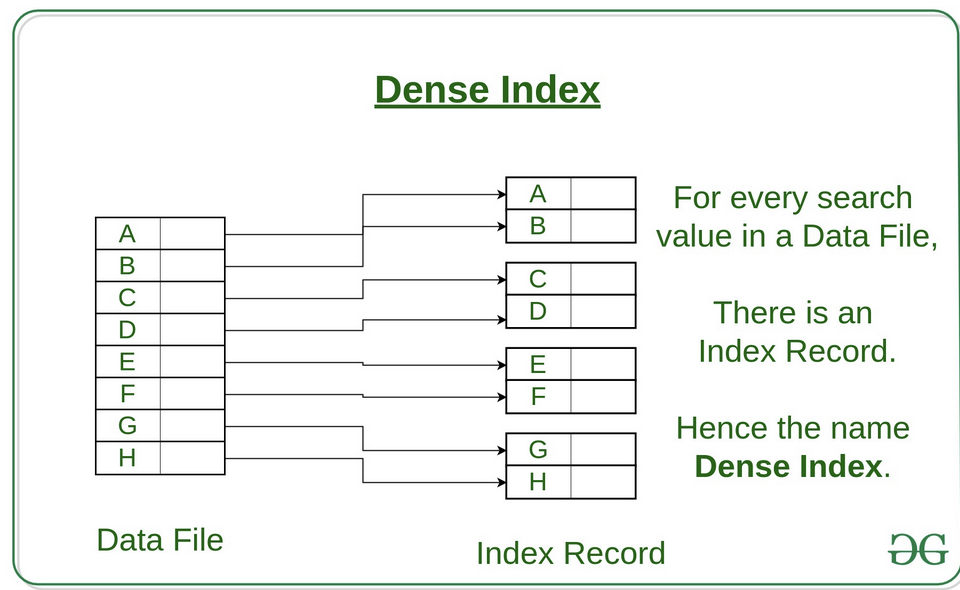 Dense Index
A
B
C
D
E
F
G
H
Data File
A
B
C
D
E
F
G
H
Index Record
For every search
value in a Data File,
There is an
Index Record.
Hence the name
Dense Index.